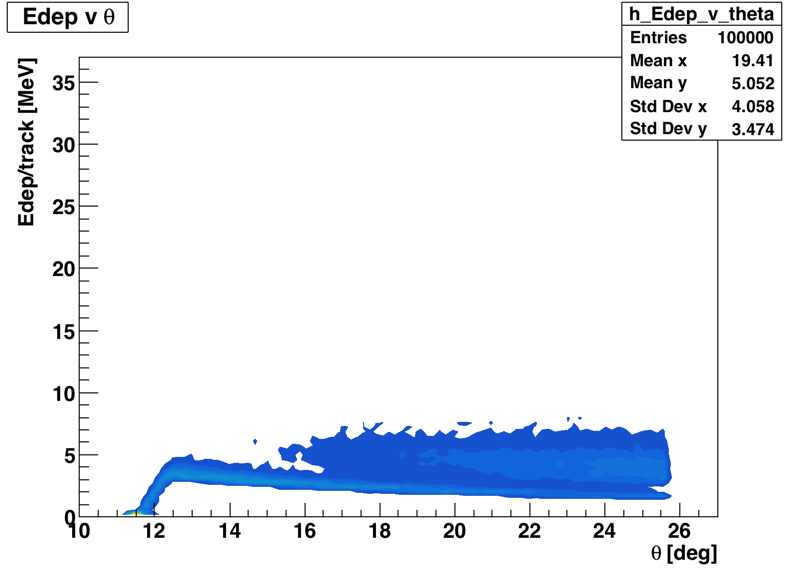 Edep v θ
h_Edep_v_theta
Entries 100000
Mean x 19.41
Mean y 5.052
Std Dev x 4.058
Std Dev y 3.474
Edep/track [MeV]
35
30
25
20
15
10
5
0
10 12 14 16 18 20 22 24 26
θ [deg]